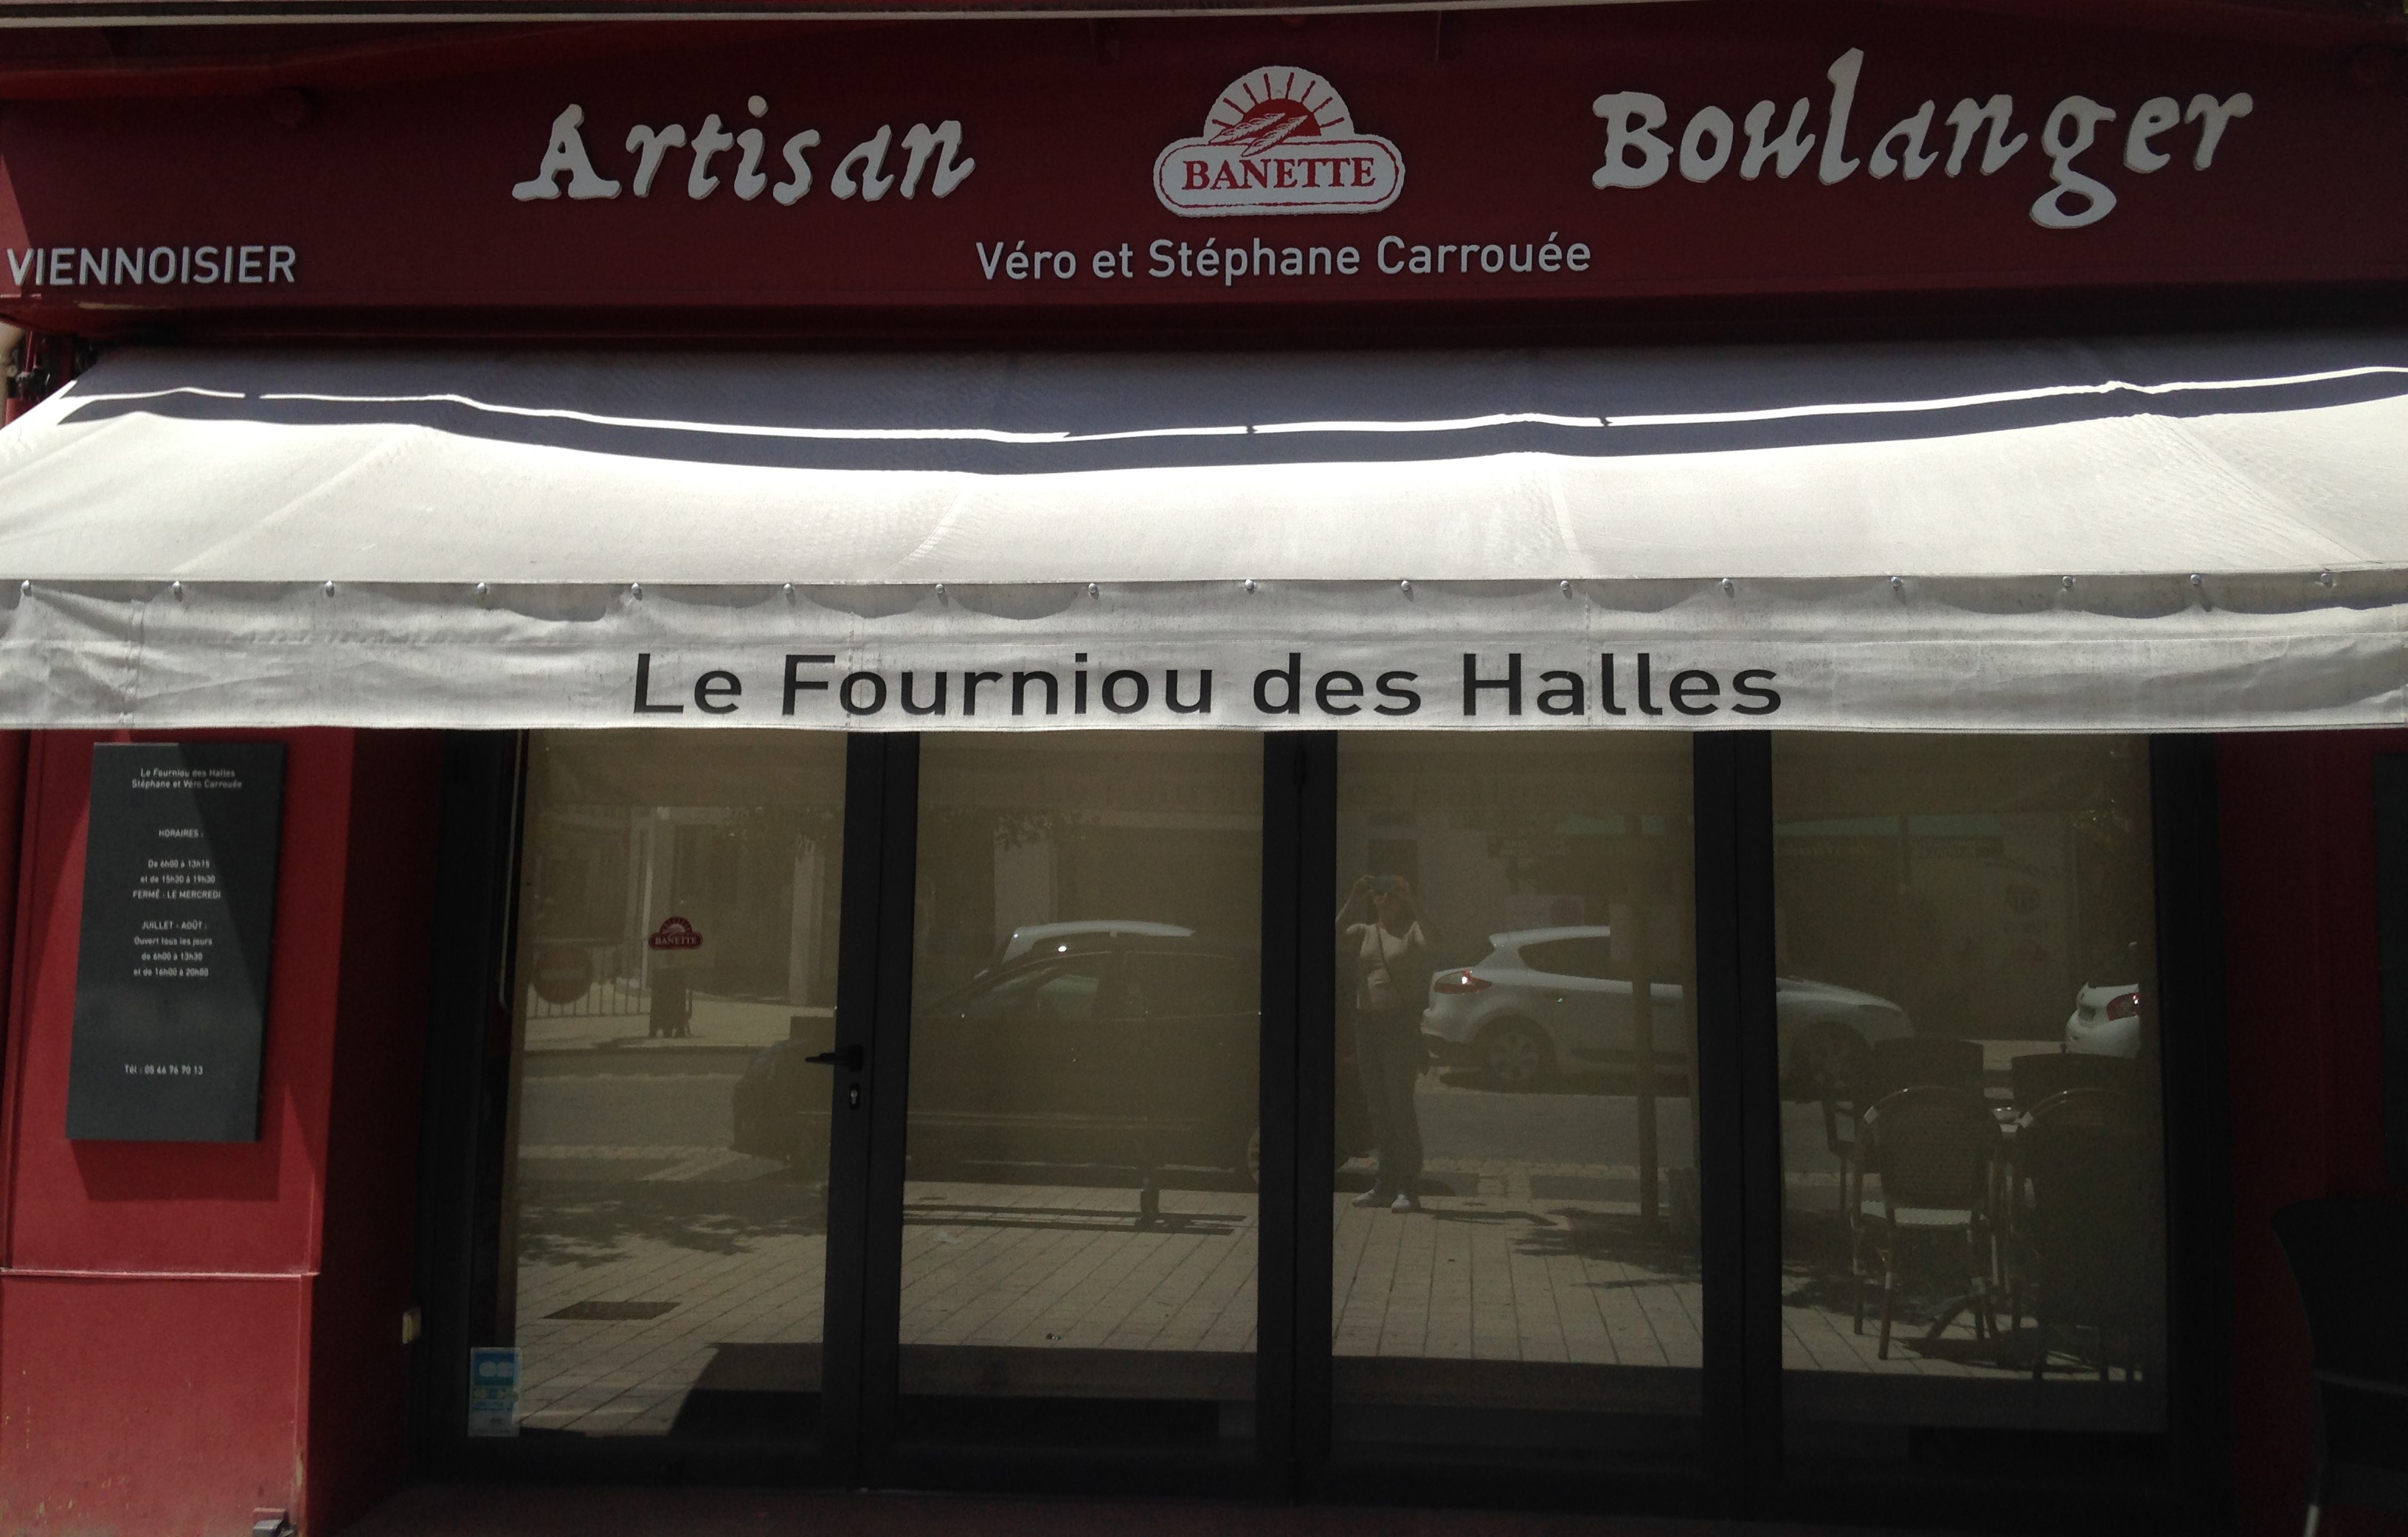 Artisan
BANETTE
Boulanger
VIENNOISIER
Véro et Stéphane Carrouée
Le Fourniou des Halles
Le Fourniou des Halles
Stéphane et Véro Carrouée
HORAIRES :
De 6h00 à 13h15
et de 15h30 à 19h30
FERMÉ : LE MERCREDI
JUILLET - AOÛT :
Ouvert tous les jours
de 6h00 à 13h30
et de 16h00 à 20h00
Tél : 05 46 76 70 13
BANETTE